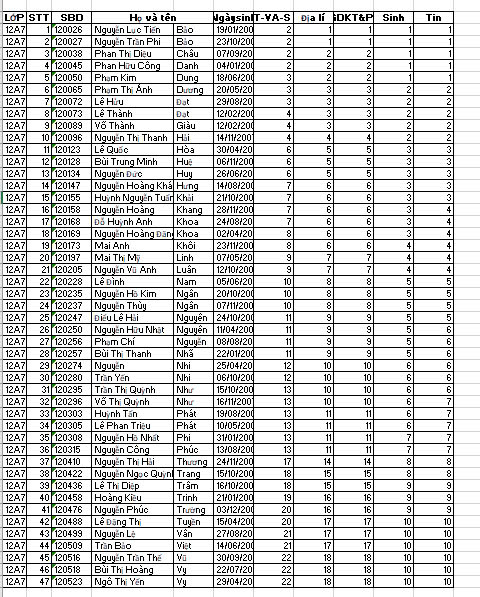 LớP STT SBD Họ và tên Ngàysinh T-VA-S Địa lí GDKT&P Sinh Tin
12A7 1 120026 Nguyễn Lục Tiến Bảo 19/01/200 2 1 1 1 1
12A7 2 120027 Nguyễn Trần Phi Bảo 23/10/200 2 1 1 1 1
12A7 3 120038 Phan Thị Diệu Châu 07/09/200 2 1 1 1 1
12A7 4 120045 Phan Hữu Công Danh 04/01/200 2 2 2 1 1
12A7 5 120050 Phạm Kim Dung 18/06/200 3 2 2 1 1
12A7 6 120065 Phạm Thị Ánh Dương 20/05/20 3 3 2 2 2
12A7 7 120072 Lê Hữu Đạt 29/08/20 3 3 3 2 2
12A7 8 120073 Lê Thành Đạt 12/02/200 4 3 3 2 2
12A7 9 120089 Võ Thành Giàu 12/02/200 4 3 3 2 2
12A7 10 120096 Nguyễn Thị Thanh Hải 14/11/200 4 4 4 2 2
12A7 11 120123 Lê Quốc Hòa 30/04/20 6 5 5 3 3
12A7 12 120128 Bùi Trung Minh Huệ 06/11/200 6 5 5 3 3
12A7 13 120134 Nguyễn Đức Huy 26/06/20 6 5 5 3 3
12A7 14 120147 Nguyễn Hoàng Khá Hưng 14/08/200 7 6 6 3 3
12A7 15 120155 Huỳnh Nguyễn Tuấn Khải 21/10/200 7 6 6 3 3
12A7 16 120158 Nguyễn Hoàng Khang 28/11/200 7 6 6 3 4
12A7 17 120168 Đỗ Huỳnh Anh Khoa 24/08/20 7 6 6 3 4
12A7 18 120169 Nguyễn Hoàng Đăng Khoa 02/04/20 8 6 6 3 4
12A7 19 120173 Mai Anh Khôi 23/11/200 8 6 6 4 4
12A7 20 120197 Mai Thị Mỹ Linh 07/05/20 9 7 7 4 4
12A7 21 120205 Nguyễn Vũ Anh Luân 12/10/200 9 7 7 4 4
12A7 22 120228 Lê Đình Nam 05/06/20 10 8 8 5 5
12A7 23 120235 Nguyễn Hồ Kim Ngân 20/10/200 10 8 8 5 5
12A7 24 120237 Nguyễn Thùy Ngân 07/11/200 10 8 8 5 5
12A7 25 120247 Điểu Lê Hải Nguyên 24/10/200 11 9 9 5 5
12A7 26 120250 Nguyễn Hữu Nhật Nguyên 11/04/200 11 9 9 5 6
12A7 27 120256 Phạm Chí Nguyên 08/08/200 11 9 9 5 6
12A7 28 120257 Bùi Thị Thanh Nhã 22/01/200 11 9 9 5 6
12A7 29 120274 Nguyễn Nhi 25/04/20 12 10 10 6 6
12A7 30 120280 Trần Yến Nhi 06/10/200 12 10 10 6 6
12A7 31 120295 Trần Thị Quỳnh Như 15/10/200 13 10 10 6 6
12A7 32 120296 Võ Thị Quỳnh Như 16/11/200 13 10 10 6 7
12A7 33 120303 Huỳnh Tấn Phát 19/08/200 13 11 11 6 7
12A7 34 120305 Lê Phan Triệu Phát 10/05/200 13 11 11 6 7
12A7 35 120308 Nguyễn Hồ Nhất Phi 31/01/200 13 11 11 7 7
12A7 36 120315 Nguyễn Công Phúc 13/08/200 13 11 11 7 7
12A7 37 120410 Nguyễn Thị Hải Thương 24/11/200 17 14 14 8 8
12A7 38 120422 Nguyễn Ngọc Quỳnh Trang 15/10/200 18 15 15 8 8
12A7 39 120436 Lê Thị Diệp Trâm 16/10/200 18 15 15 9 8
12A7 40 120458 Hoàng Kiều Trinh 21/01/200 19 16 16 9 9
12A7 41 120476 Nguyễn Phúc Trường 03/12/200 20 16 16 9 9
12A7 42 120488 Lê Đặng Thị Tuyền 15/04/200 20 17 17 10 10
12A7 43 120499 Nguyễn Lê Vân 27/08/200 21 17 17 10 10
12A7 44 120509 Trần Bảo Việt 14/06/200 21 17 17 10 10
12A7 45 120516 Nguyễn Trần Thế Vũ 30/09/20 22 18 18 10 10
12A7 46 120518 Bùi Thị Hoàng Vy 22/07/20 22 18 18 10 10
12A7 47 120523 Ngô Thị Yến Vy 29/04/20 22 18 18 10 10